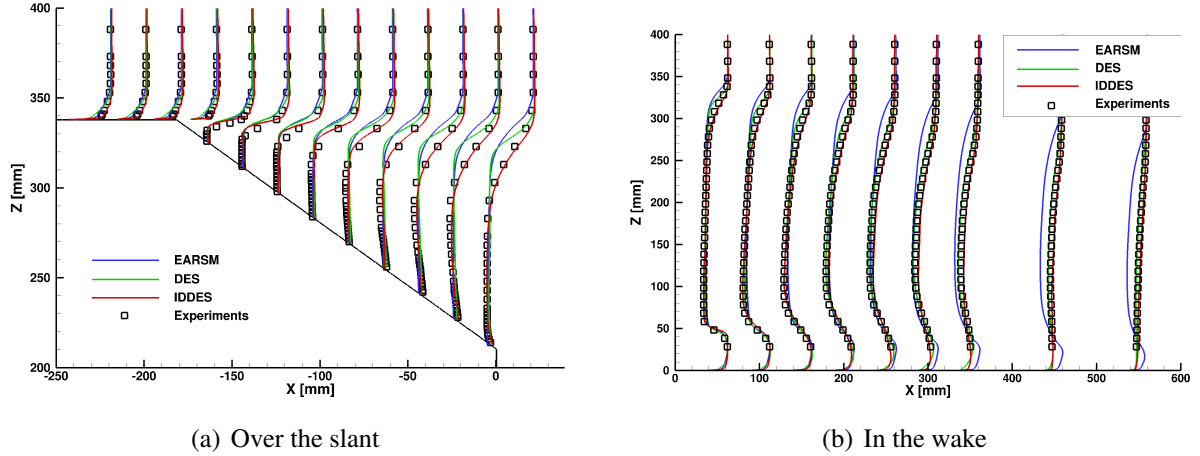 400
350
300
250
200
Z [mm]
-250
-200
-150
-100
-50
0
X [mm]
EARSM
DES
IDDES
Experiments
(a) Over the slant
400
350
300
250
200
150
100
50
0
Z [mm]
0
100
200
300
400
500
600
X [mm]
EARSM
DES
IDDES
Experiments
(b) In the wake